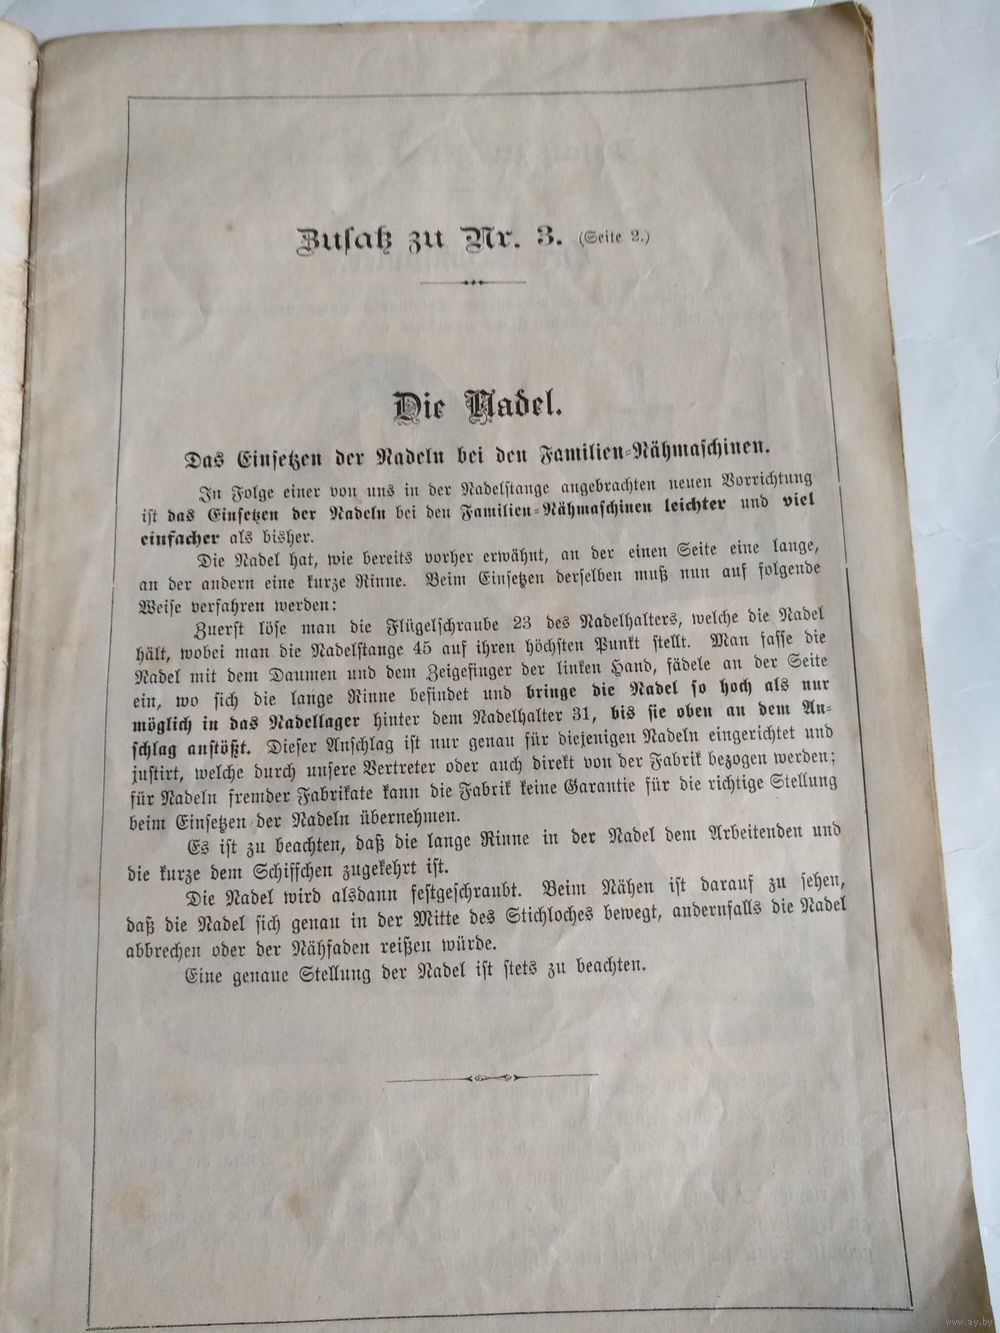 Zusatz zu Nr. 3. (Seite 2.)
Die Nadel.
Das Einsetzen der Nadeln bei den Familien-Nähmaschinen.
In Folge einer von uns in der Nadelstange angebrachten neuen Vorrichtung
ist das Einsetzen der Nadeln bei den Familien-Nähmaschinen leichter und viel
einfacher als bisher.
Die Nadel hat, wie bereits vorher erwähnt, an der einen Seite eine lange,
an der andern eine kurze Rinne. Beim Einsetzen derselben muß nun auf folgende
Weise verfahren werden:
Zuerst löse man die Flügelschraube 23 des Nadelhalters, welche die Nadel
hält, wobei man die Nadelstange 45 auf ihren höchsten Punkt stellt. Man fasse die
Nadel mit dem Daumen und dem Zeigefinger der linken Hand, fädele an der Seite
ein, wo sich die lange Rinne befindet und bringe die Nadel so hoch als nur
möglich in das Nadellager hinter dem Nadelhalter 31, bis sie oben an dem An-
schlag anstößt. Dieser Anschlag ist nur genau für diejenigen Nadeln eingerichtet und
justirt, welche durch unsere Vertreter oder auch direkt von der Fabrik bezogen werden;
für Nadeln fremder Fabrikate kann die Fabrik keine Garantie für die richtige Stellung
beim Einsetzen der Nadeln übernehmen.
Es ist zu beachten, daß die lange Rinne in der Nadel dem Arbeitenden und
die kurze dem Schiffchen zugekehrt ist.
Die Nadel wird alsdann festgeschraubt. Beim Nähen ist darauf zu sehen,
daß die Nadel sich genau in der Mitte des Stichloches bewegt, andernfalls die Nadel
abbrechen oder der Nähfaden reißen würde.
Eine genaue Stellung der Nadel ist stets zu beachten.
www.ay.by